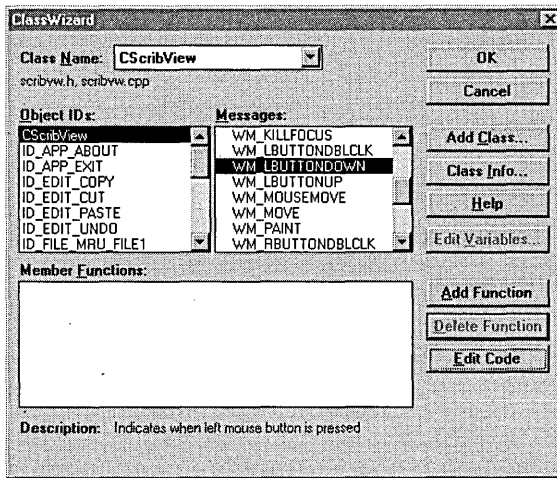 ClassWizard
Class Name: CScribView
scribvw.h, scribvw.cpp
OK
Cancel
Object IDs:
CScribView
ID_APP_ABOUT
ID_APP_EXIT
ID_EDIT_COPY
ID_EDIT_CUT
ID_EDIT_PASTE
ID_EDIT_UNDO
ID_FILE_MRU_FILE1
Messages:
WM_KILLFOCUS
WM_LBUTTONDBLCLK
WM_LBUTTONDOWN
WM_LBUTTONUP
WM_MOUSEMOVE
WM_MOVE
WM_PAINT
WM_RBUTTONDBLCLK
Add Class...
Class Info...
Help
Edit Variables...
Member Functions:
Add Function
Delete Function
Edit Code
Description: Indicates when left mouse button is pressed